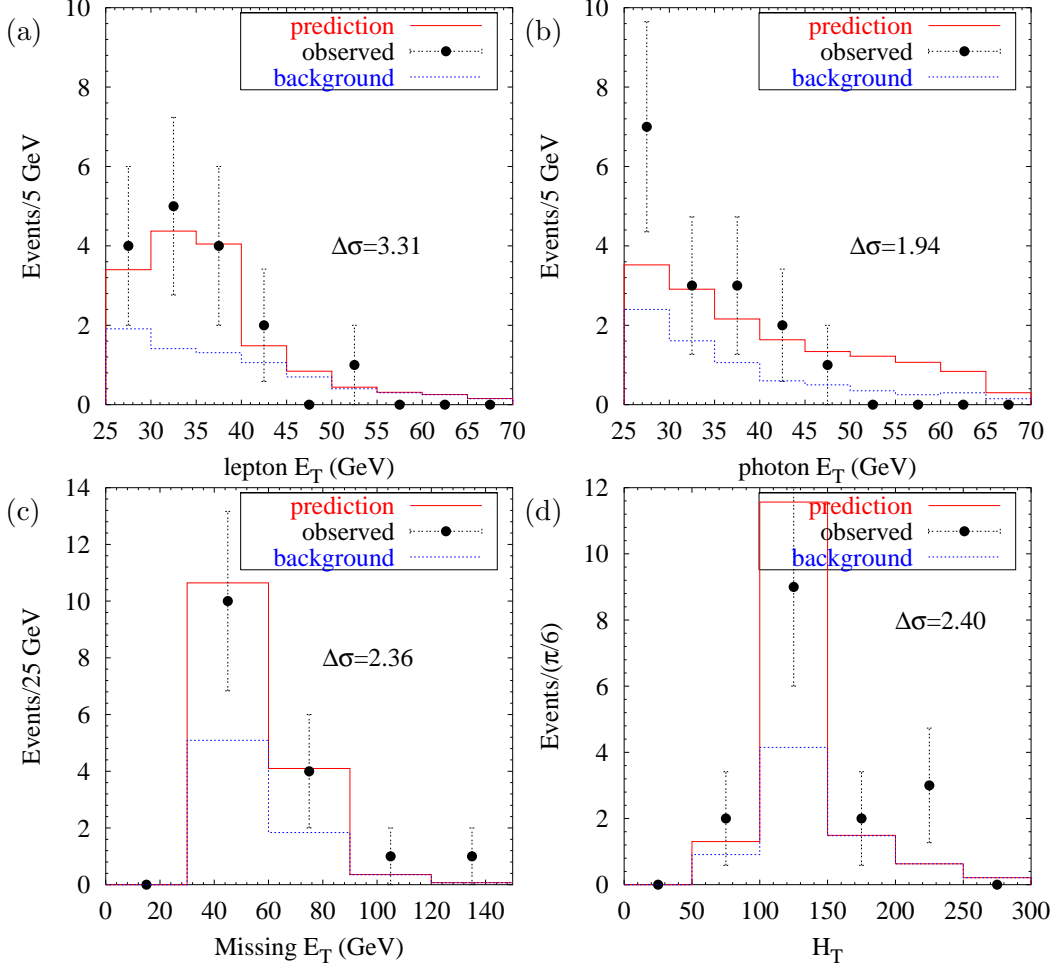 (a)
10
8
6
4
2
0
Events/5 GeV
prediction
observed
background
Δσ=3.31
25 30 35 40 45 50 55 60 65 70
lepton E_T (GeV)
(b)
10
8
6
4
2
0
Events/5 GeV
prediction
observed
background
Δσ=1.94
25 30 35 40 45 50 55 60 65 70
photon E_T (GeV)
(c)
14
12
10
8
6
4
2
0
Events/25 GeV
prediction
observed
background
Δσ=2.36
0 20 40 60 80 100 120 140
Missing E_T (GeV)
(d)
12
10
8
6
4
2
0
Events/(π/6)
prediction
observed
background
Δσ=2.40
0 50 100 150 200 250 300
H_T